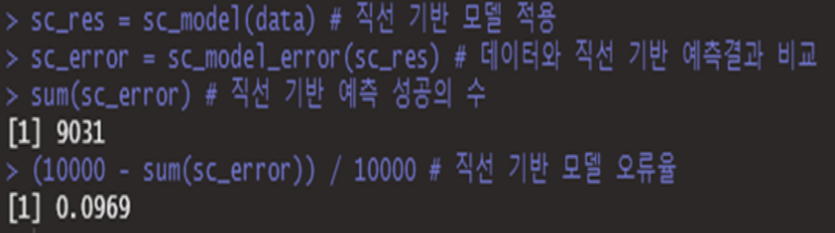 > sc_res = sc_model(data) # 직선 기반 모델 적용
> sc_error = sc_model_error(sc_res) # 데이터와 직선 기반 예측결과 비교
> sum(sc_error) # 직선 기반 예측 성공의 수
[1] 9031
> (10000 - sum(sc_error)) / 10000 # 직선 기반 모델 오류율
[1] 0.0969